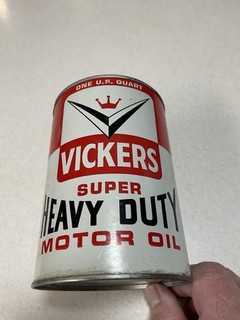 ONE U.S. QUART
VICKERS
SUPER
HEAVY DUTY
MOTOR OIL